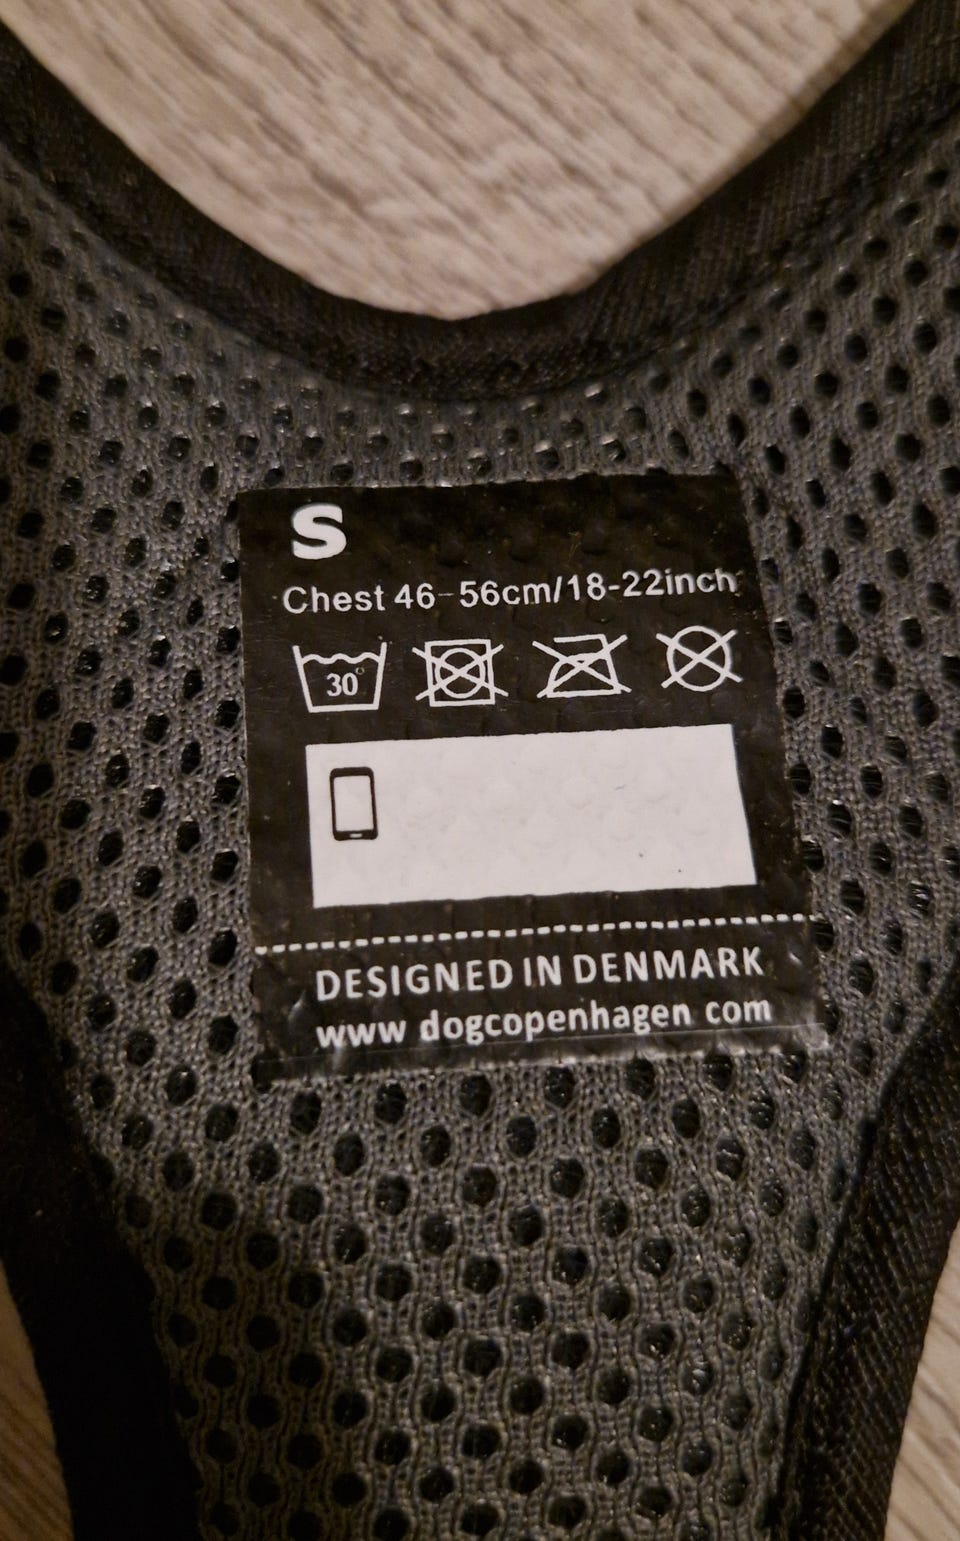 S
Chest 46-56cm/18-22inch
30°
DESIGNED IN DENMARK
www dogcopenhagen com